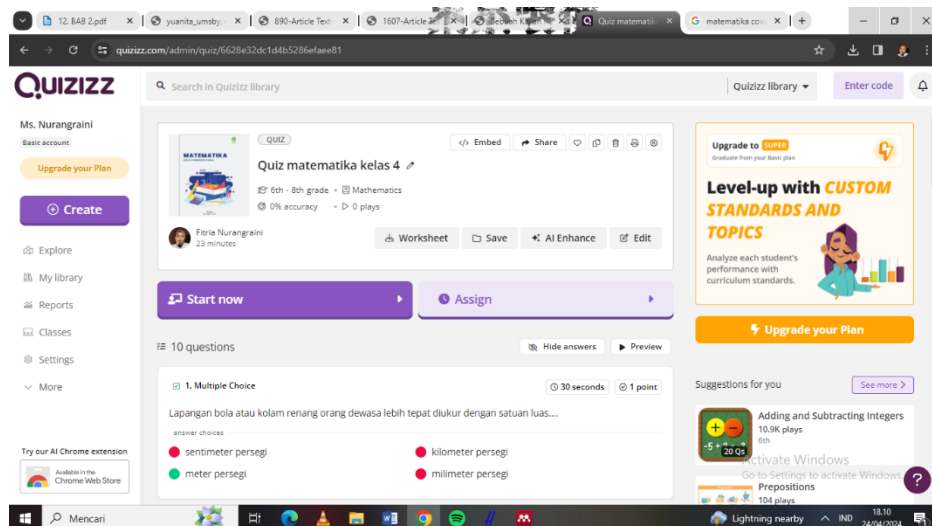 12. BAB 2.pdf
yuanita_umsby,-
890-Article Text-
1607-Article
Quiz matemati
matematika cov
quizizz.com/admin/quiz/6628e32dc1d4b5286efaee81
QUIZIZZ
Search in Quizizz library
Quizizz library
Enter code
Ms. Nurangraini
Basic account
Upgrade your Plan
Create
Explore
My library
Reports
Classes
Settings
More
Try our AI Chrome extension
Available in the
Chrome Web Store
MATEMATIKA
QUIZ
Embed
Share
Quiz matematika kelas 4
6th - 8th grade
Mathematics
0% accuracy
0 plays
Fitria Nurangraini
23 minutes
Worksheet
Save
AI Enhance
Edit
Start now
Assign
10 questions
Hide answers
Preview
1. Multiple Choice
30 seconds
1 point
Lapangan bola atau kolam renang orang dewasa lebih tepat diukur dengan satuan luas....
answer choices
sentimeter persegi
kilometer persegi
meter persegi
milimeter persegi
Upgrade to SUPER
Graduate from your Basic plan
Level-up with CUSTOM
STANDARDS AND
TOPICS
Analyze each student's
performance with
curriculum standards.
Upgrade your Plan
Suggestions for you
See more
Adding and Subtracting Integers
10.9K plays
6th
20 Qs
Prepositions
104 plays
Activate Windows
Go to Settings to activate Windows.
Mencari
Lightning nearby
IND
18.10
24/04/2024